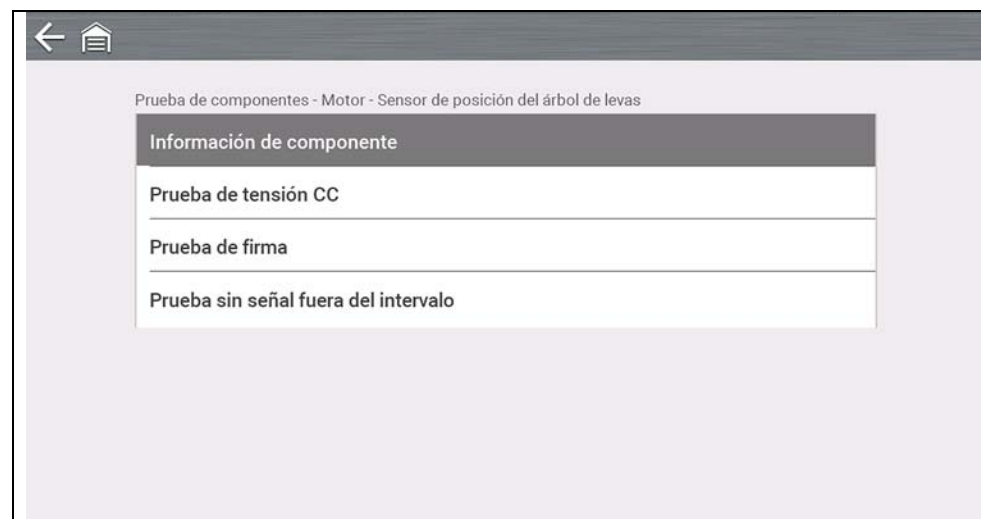 Prueba de componentes - Motor - Sensor de posición del árbol de levas
Información de componente
Prueba de tensión CC
Prueba de firma
Prueba sin señal fuera del intervalo